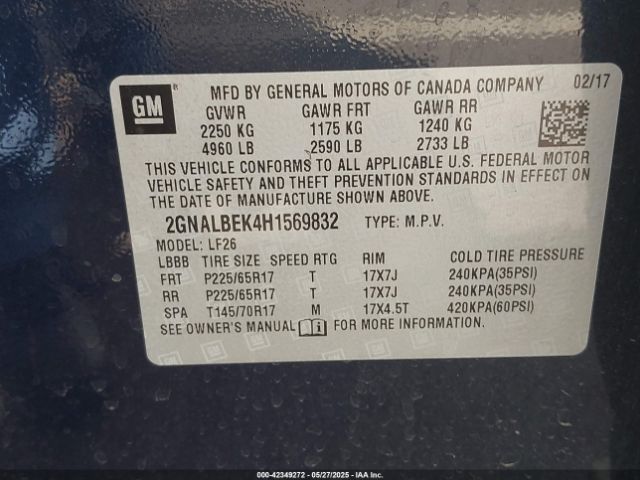 GM
MFD BY GENERAL MOTORS OF CANADA COMPANY 02/17
GVWR GAWR FRT GAWR RR
2250 KG 1175 KG 1240 KG
4960 LB 2590 LB 2733 LB
THIS VEHICLE CONFORMS TO ALL APPLICABLE U.S. FEDERAL MOTOR
VEHICLE SAFETY AND THEFT PREVENTION STANDARDS IN EFFECT ON
THE DATE OF MANUFACTURE SHOWN ABOVE.
2GNALBEK4H1569832 TYPE: M.P.V.
MODEL: LF26
LBBB TIRE SIZE SPEED RTG RIM COLD TIRE PRESSURE
FRT P225/65R17 T 17X7J 240KPA(35PSI)
RR P225/65R17 T 17X7J 240KPA(35PSI)
SPA T145/70R17 M 17X4.5T 420KPA(60PSI)
SEE OWNER'S MANUAL FOR MORE INFORMATION.
00-42349272 - 05/27/2025 - IAA Inc.